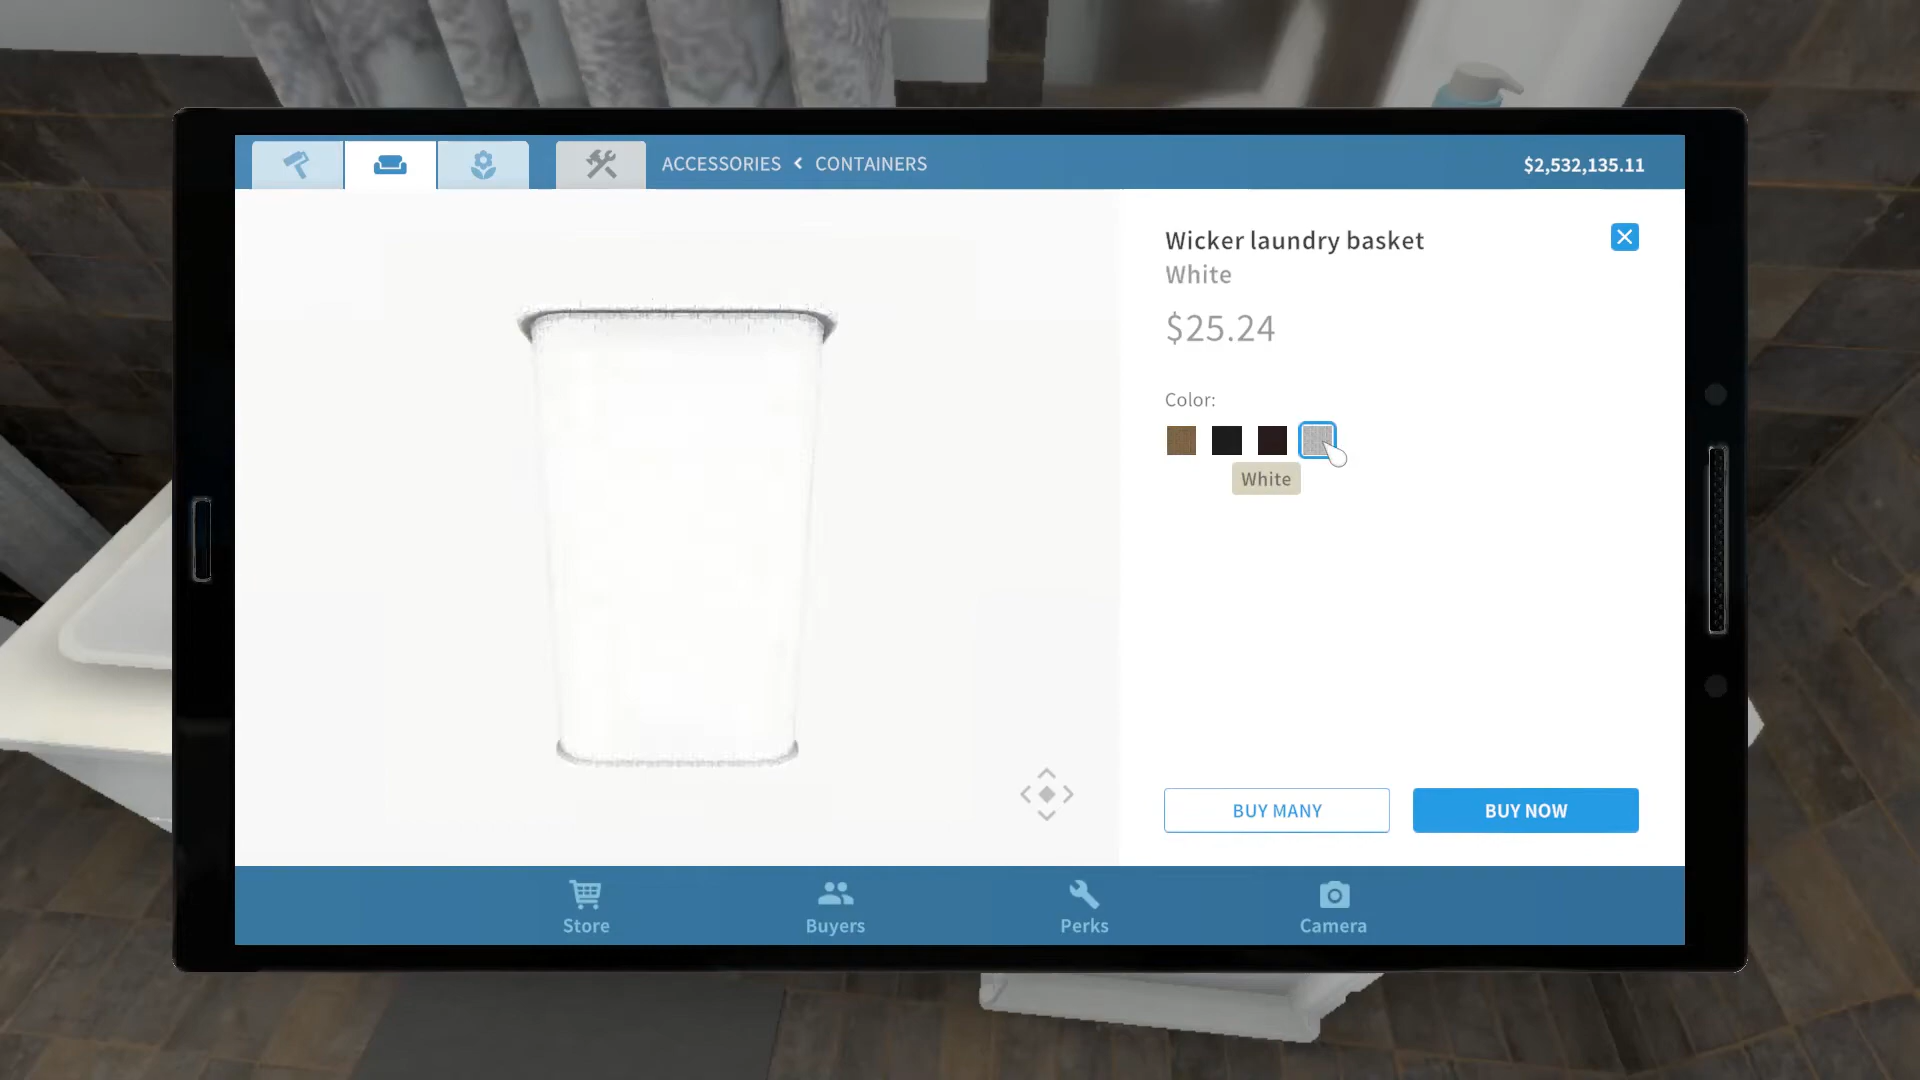 ACCESSORIES < CONTAINERS
$2,532,135.11
Wicker laundry basket
White
$25.24
Color:
White
BUY MANY
BUY NOW
Store
Buyers
Perks
Camera